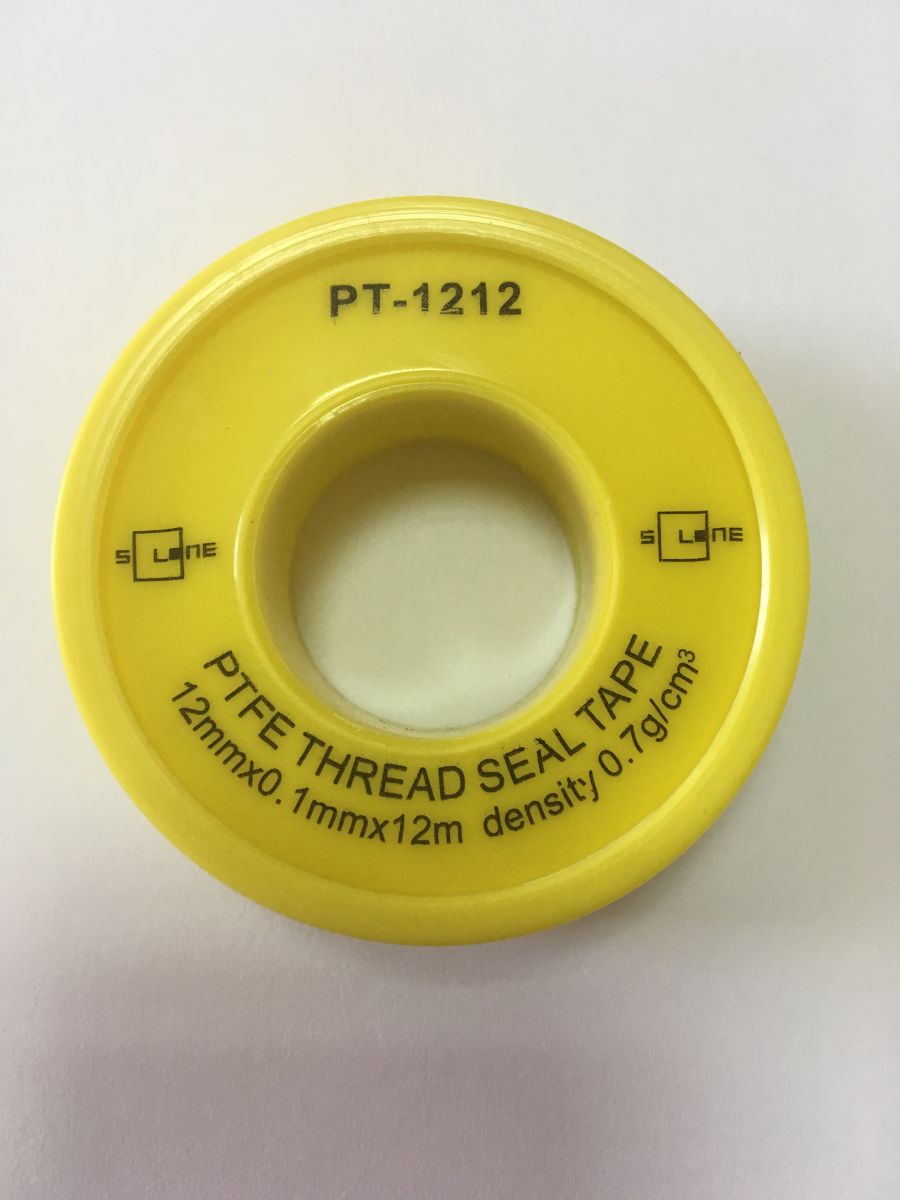 PT-1212
S LONE
S LONE
PTFE THREAD SEAL TAPE
12mmx0.1mmx12m density 0.7g/cm³